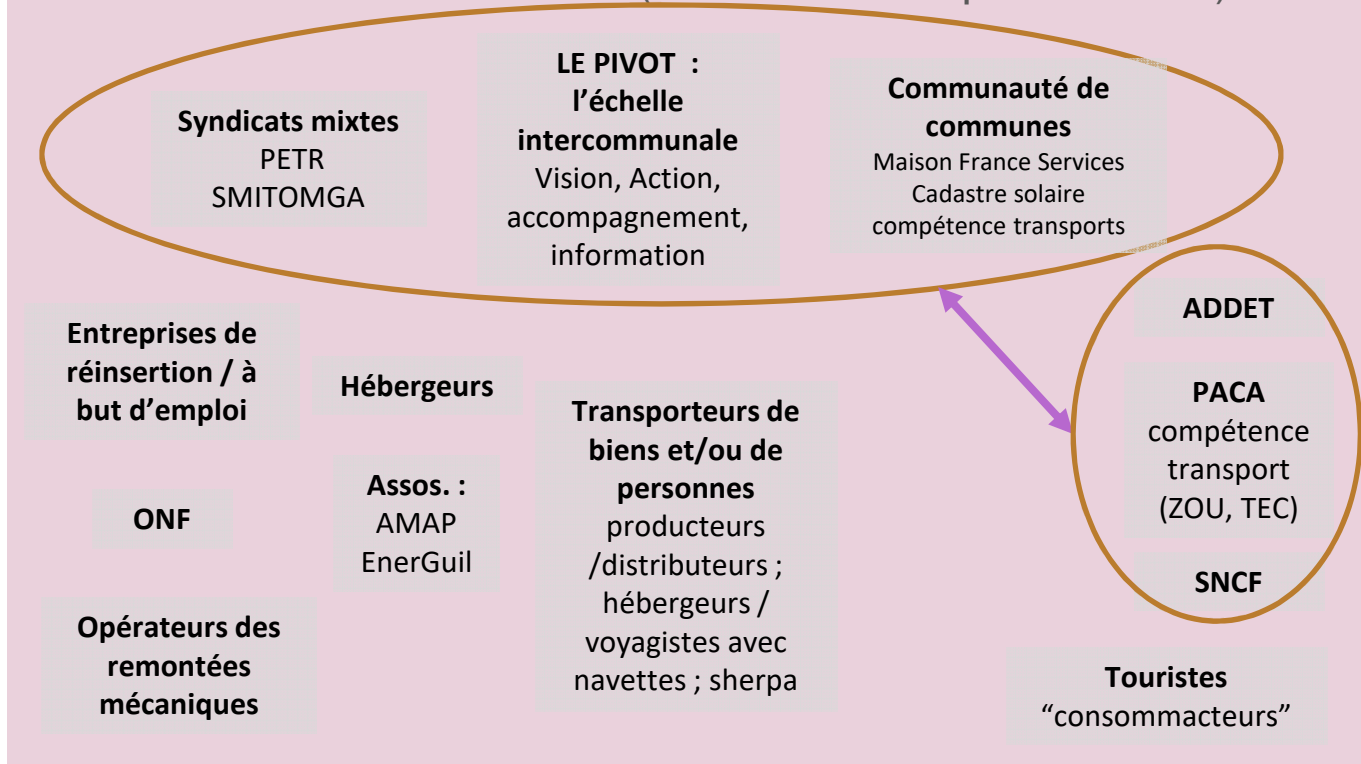 Syndicats mixtes
PETR
SMITOMGA
LE PIVOT :
l’échelle
intercommunale
Vision, Action,
accompagnement,
information
Communauté de
communes
Maison France Services
Cadastre solaire
compétence transports
Entreprises de
réinsertion / à
but d’emploi
Hébergeurs
ONF
Assos. :
AMAP
EnerGuil
Opérateurs des
remontées
mécaniques
Transporteurs de
biens et/ou de
personnes
producteurs
/distributeurs ;
hébergeurs /
voyagistes avec
navettes ; sherpa
ADDET
PACA
compétence
transport
(ZOU, TEC)
SNCF
Touristes
“consommacteurs”